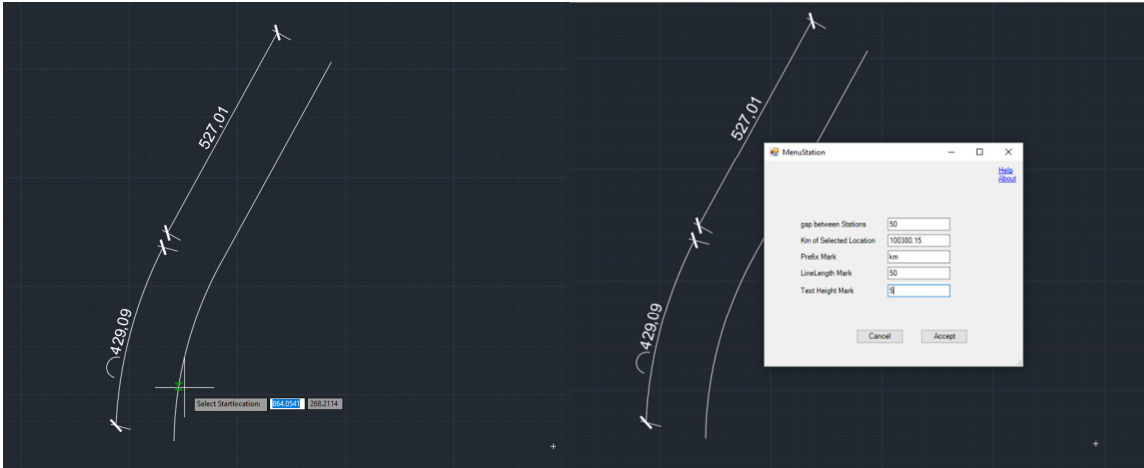 527,01
429,09
Select Startlocation: 864.0541 268.2114
527,01
429,09
MenuStation
Help
About
gap between Stations 50
Km of Selected Location 100380.15
Prefix Mark km
LineLength Mark 50
Text Height Mark 5
Cancel Accept